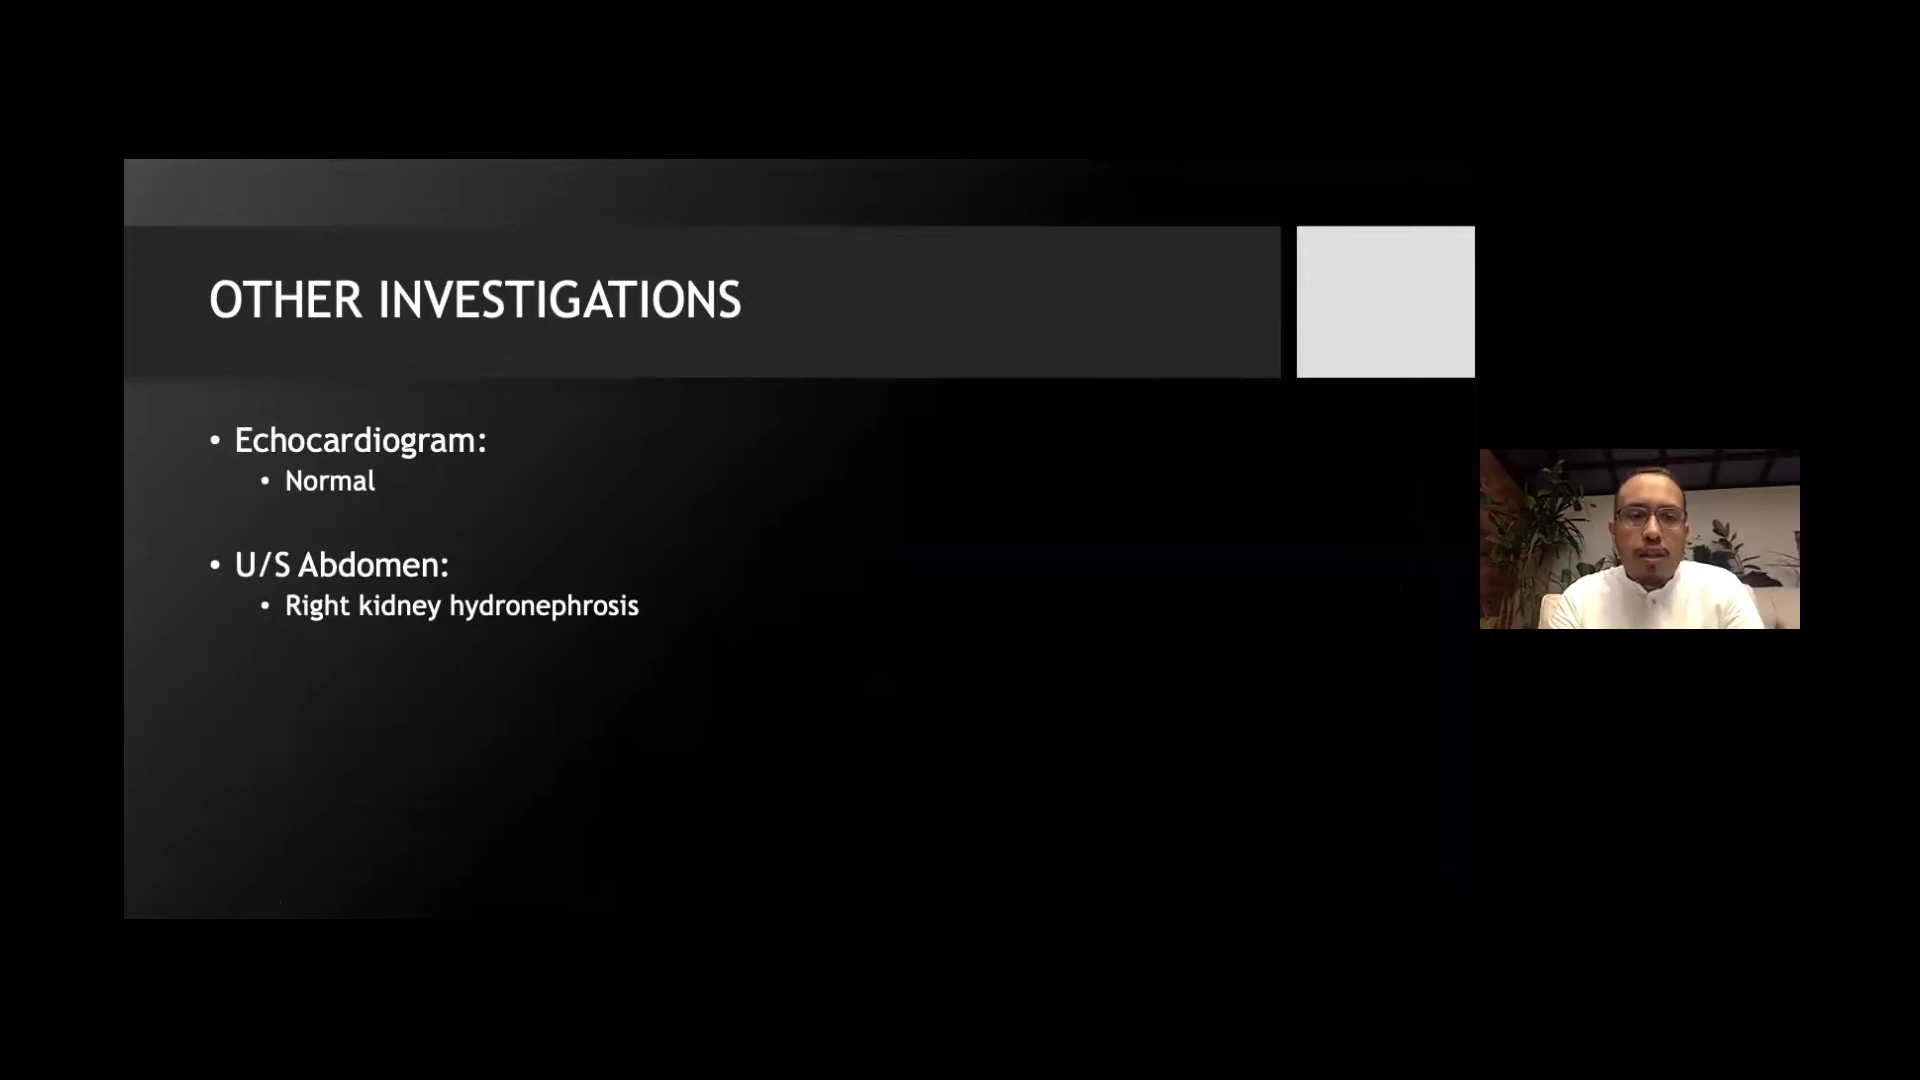 OTHER INVESTIGATIONS
• Echocardiogram:
• Normal
• U/S Abdomen:
• Right kidney hydronephrosis